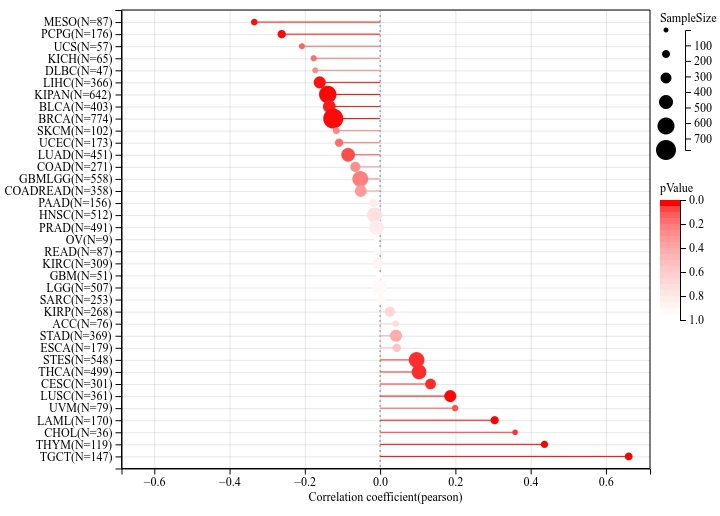 MESO(N=87)
PCPG(N=176)
UCS(N=57)
KICH(N=65)
DLBC(N=47)
LIHC(N=366)
KIPAN(N=642)
BLCA(N=403)
BRCA(N=774)
SKCM(N=102)
UCEC(N=173)
LUAD(N=451)
COAD(N=271)
GBMLGG(N=558)
COADREAD(N=358)
PAAD(N=156)
HNSC(N=512)
PRAD(N=491)
OV(N=9)
READ(N=87)
KIRC(N=309)
GBM(N=51)
LGG(N=507)
SARC(N=253)
KIRP(N=268)
ACC(N=76)
STAD(N=369)
ESCA(N=179)
STES(N=548)
THCA(N=499)
CESC(N=301)
LUSC(N=361)
UVM(N=79)
LAML(N=170)
CHOL(N=36)
THYM(N=119)
TGCT(N=147)
−0.6 −0.4 −0.2 0.0 0.2 0.4 0.6
Correlation coefficient(pearson)
SampleSize
100
200
300
400
500
600
700
pValue
0.0
0.2
0.4
0.6
0.8
1.0